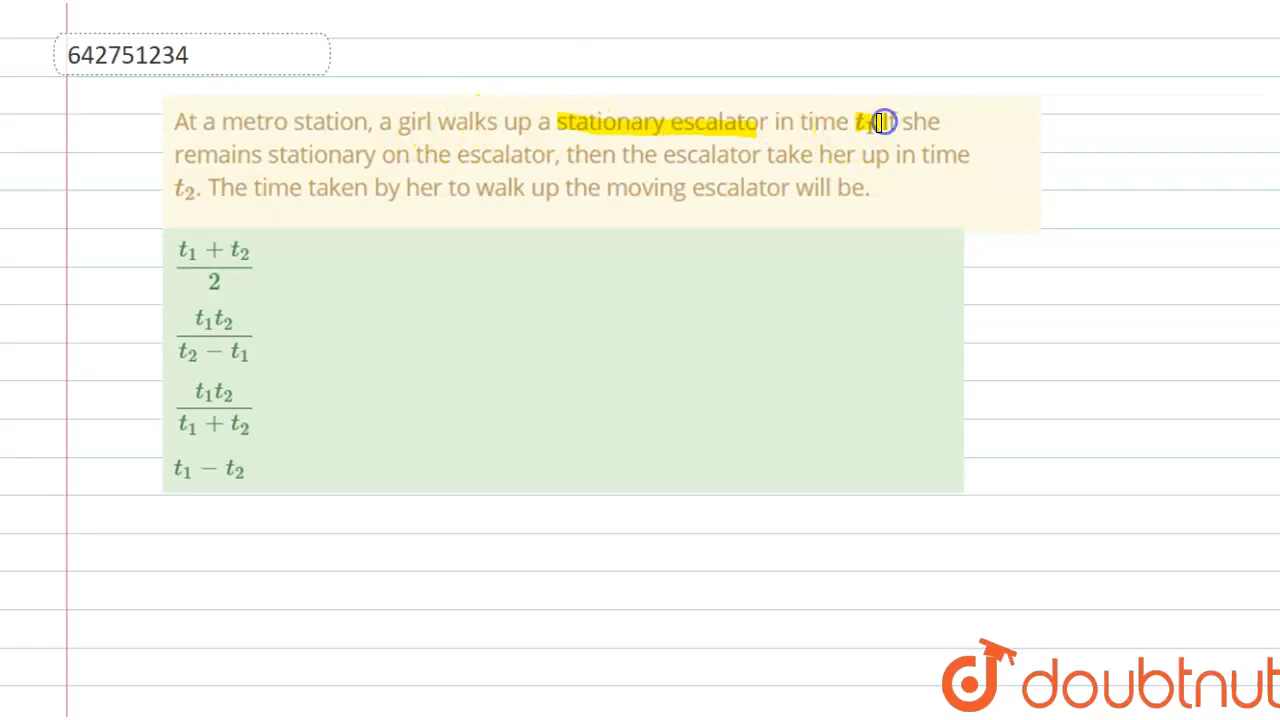 642751234
At a metro station, a girl walks up a stationary escalator in time t₁. If she
remains stationary on the escalator, then the escalator take her up in time
t₂. The time taken by her to walk up the moving escalator will be.
t₁ + t₂
2
t₁t₂
t₂ − t₁
t₁t₂
t₁ + t₂
t₁ − t₂
doubtnut